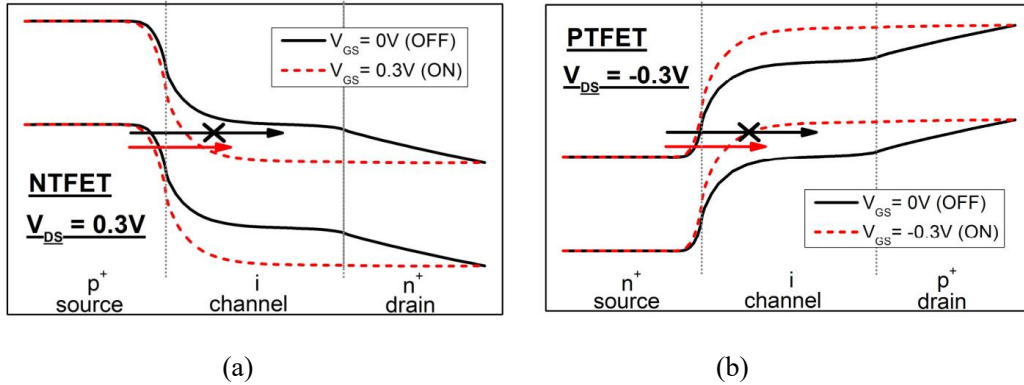 V_GS = 0V (OFF)
V_GS = 0.3V (ON)
NTFET
V_DS = 0.3V
p+
source
i
channel
n+
drain
(a)
PTFET
V_DS = -0.3V
V_GS = 0V (OFF)
V_GS = -0.3V (ON)
n+
source
i
channel
p+
drain
(b)